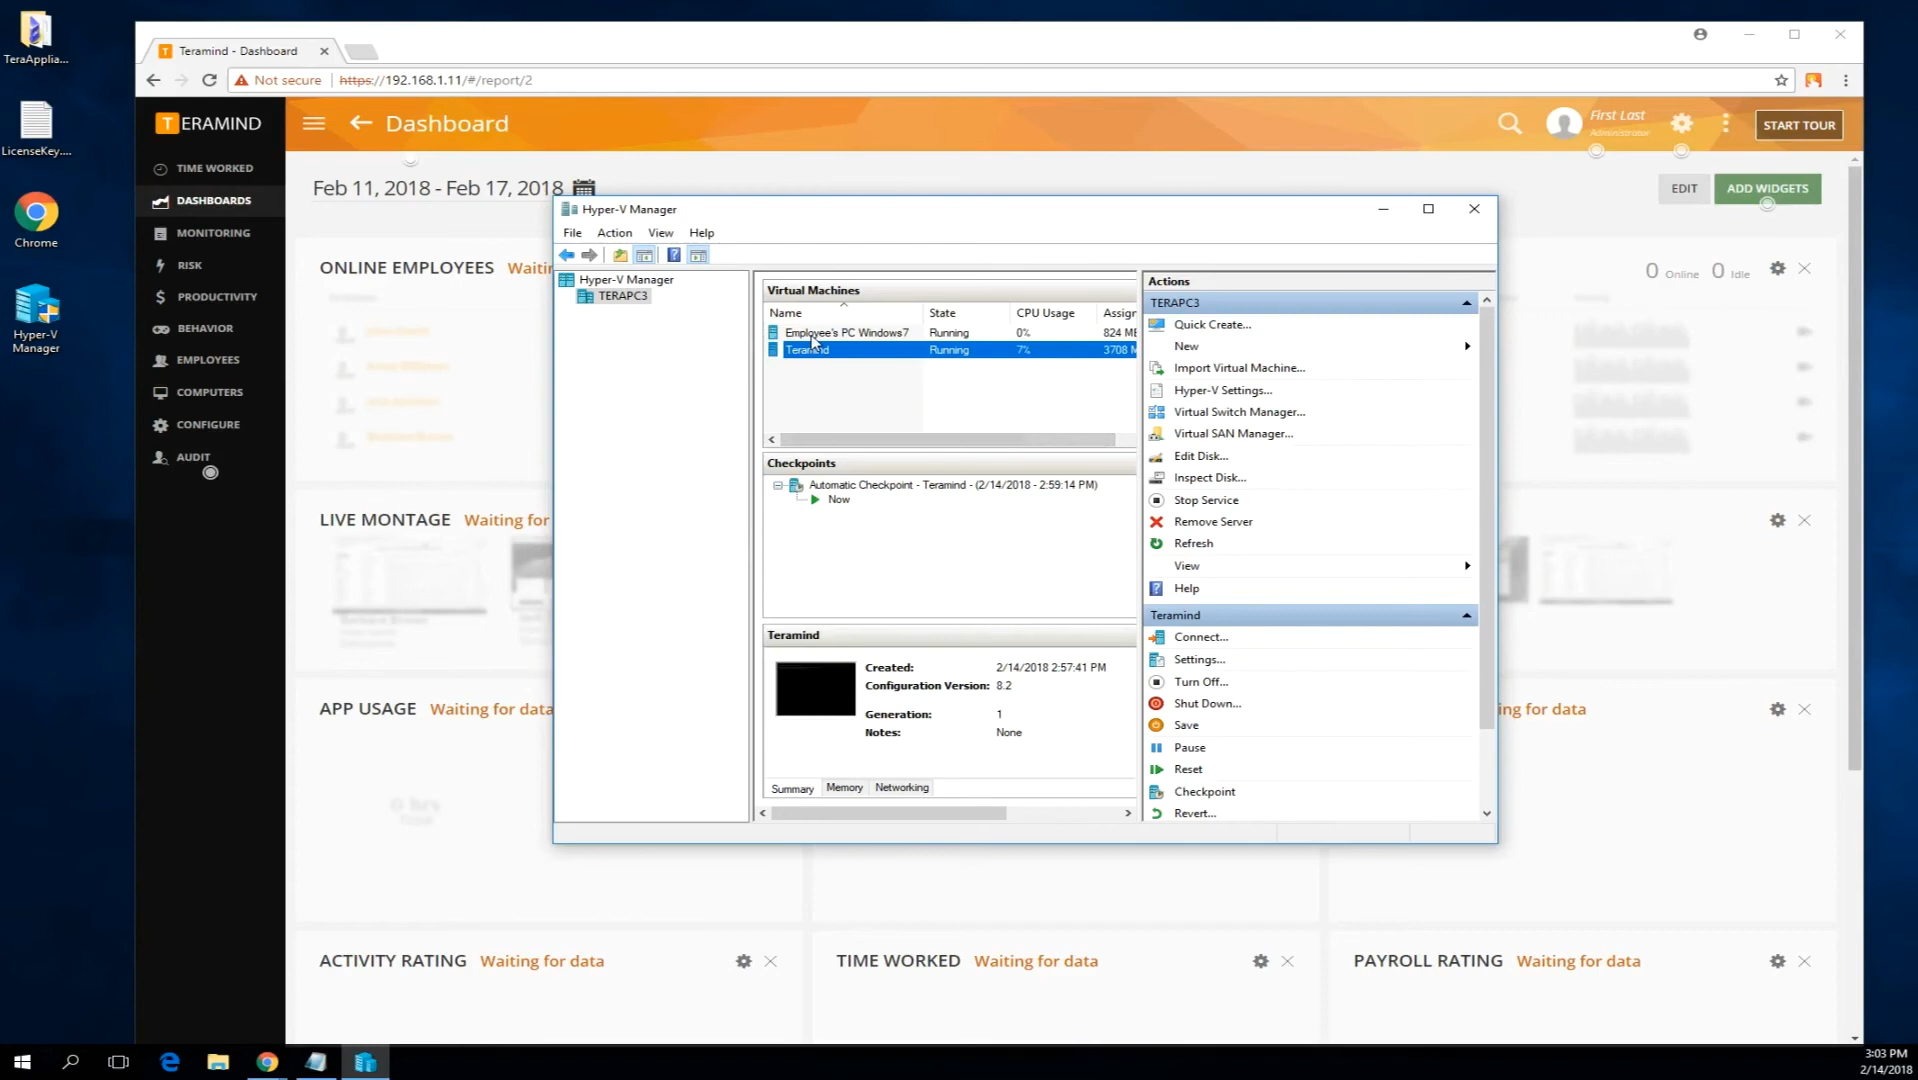 TeraApplia...
LicenseKey....
Chrome
Hyper-V
Manager
Teramind - Dashboard
Not secure
https://192.168.1.11/#/report/2
TERAMIND
Dashboard
First Last
Administrator
START TOUR
TIME WORKED
DASHBOARDS
MONITORING
RISK
PRODUCTIVITY
BEHAVIOR
EMPLOYEES
COMPUTERS
CONFIGURE
AUDIT
Feb 11, 2018 - Feb 17, 2018
EDIT
ADD WIDGETS
ONLINE EMPLOYEES
0 Online 0 Idle
LIVE MONTAGE Waiting for
APP USAGE Waiting for data
ing for data
ACTIVITY RATING Waiting for data
TIME WORKED Waiting for data
PAYROLL RATING Waiting for data
Hyper-V Manager
File Action View Help
Hyper-V Manager
TERAPC3
Virtual Machines
Name State CPU Usage Assigr
Employee's PC Windows7 Running 0% 824 ME
Teramind Running 7% 3708 M
Checkpoints
Automatic Checkpoint - Teramind - (2/14/2018 - 2:59:14 PM)
Now
Teramind
Created: 2/14/2018 2:57:41 PM
Configuration Version: 8.2
Generation: 1
Notes: None
Summary Memory Networking
Actions
TERAPC3
Quick Create...
New
Import Virtual Machine...
Hyper-V Settings...
Virtual Switch Manager...
Virtual SAN Manager...
Edit Disk...
Inspect Disk...
Stop Service
Remove Server
Refresh
View
Help
Teramind
Connect...
Settings...
Turn Off...
Shut Down...
Save
Pause
Reset
Checkpoint
Revert...
3:03 PM
2/14/2018